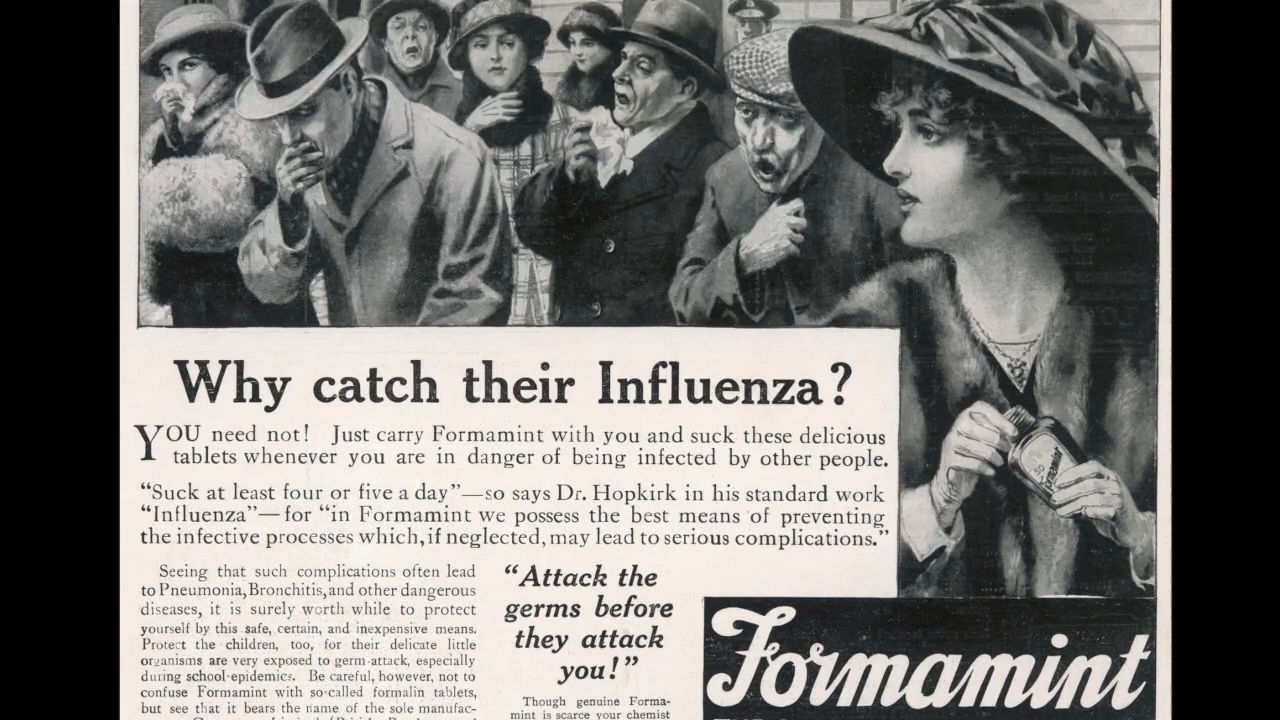 Why catch their Influenza?
YOU need not! Just carry Formamint with you and suck these delicious
tablets whenever you are in danger of being infected by other people.
“Suck at least four or five a day”—so says Dr. Hopkirk in his standard work
“Influenza”—for “in Formamint we possess the best means of preventing
the infective processes which, if neglected, may lead to serious complications.”
Seeing that such complications often lead
to Pneumonia, Bronchitis, and other dangerous
diseases, it is surely worth while to protect
yourself by this safe, certain, and inexpensive means.
Protect the children, too, for their delicate little
organisms are very exposed to germ-attack, especially
during school-epidemics. Be careful, however, not to
confuse Formamint with so-called formalin tablets,
but see that it bears the name of the sole manufac-
“Attack the
germs before
they attack
you!”
Though genuine Forma-
mint is scarce your chemist
50
Formamint
Formamint